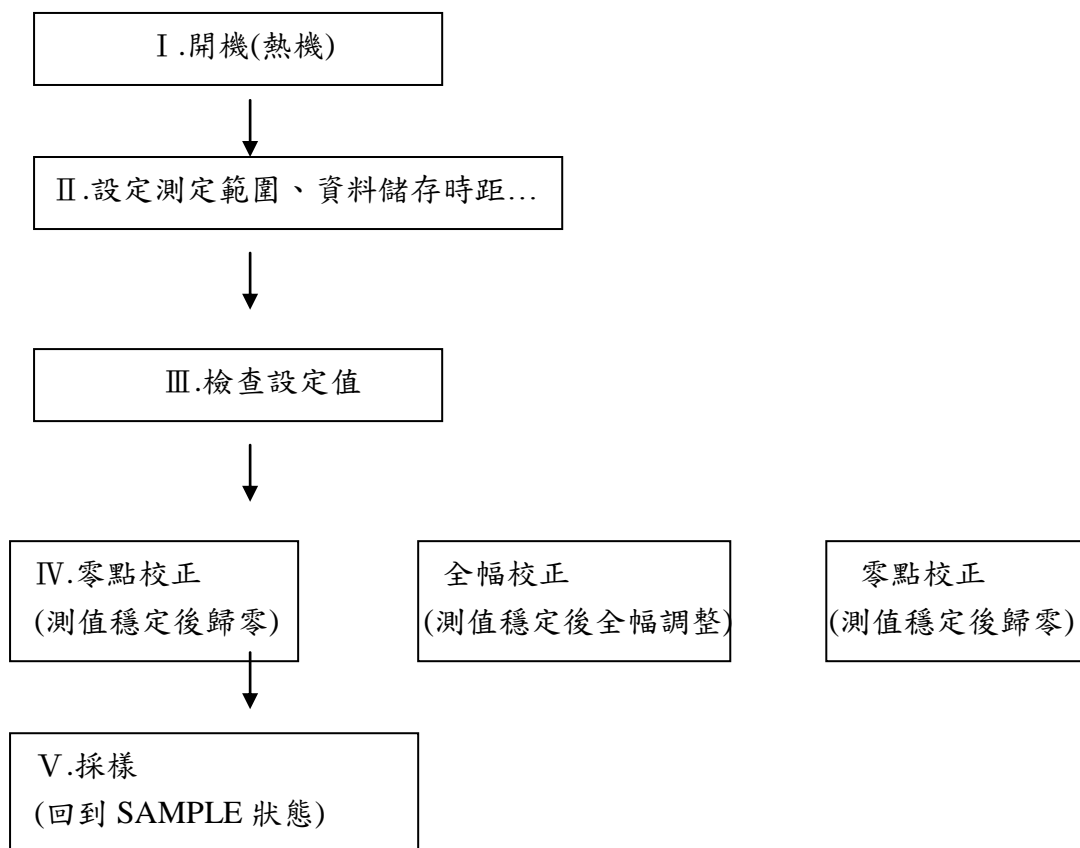 Ⅰ.開機(熱機)
Ⅱ.設定測定範圍、資料儲存時距…
Ⅲ.檢查設定值
Ⅳ.零點校正
(測值穩定後歸零)
全幅校正
(測值穩定後全幅調整)
零點校正
(測值穩定後歸零)
Ⅴ.採樣
(回到 SAMPLE 狀態)